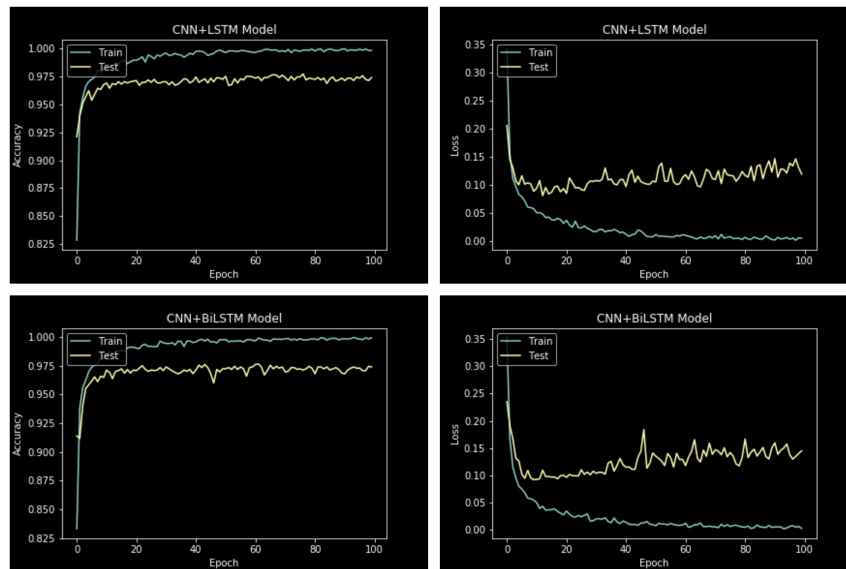 CNN+LSTM Model
Train
Test
1.000
0.975
0.950
0.925
0.900
0.875
0.850
0.825
Accuracy
0 20 40 60 80 100
Epoch
CNN+LSTM Model
Train
Test
0.35
0.30
0.25
0.20
0.15
0.10
0.05
0.00
Loss
0 20 40 60 80 100
Epoch
CNN+BiLSTM Model
Train
Test
1.000
0.975
0.950
0.925
0.900
0.875
0.850
0.825
Accuracy
0 20 40 60 80 100
Epoch
CNN+BiLSTM Model
Train
Test
0.35
0.30
0.25
0.20
0.15
0.10
0.05
0.00
Loss
0 20 40 60 80 100
Epoch